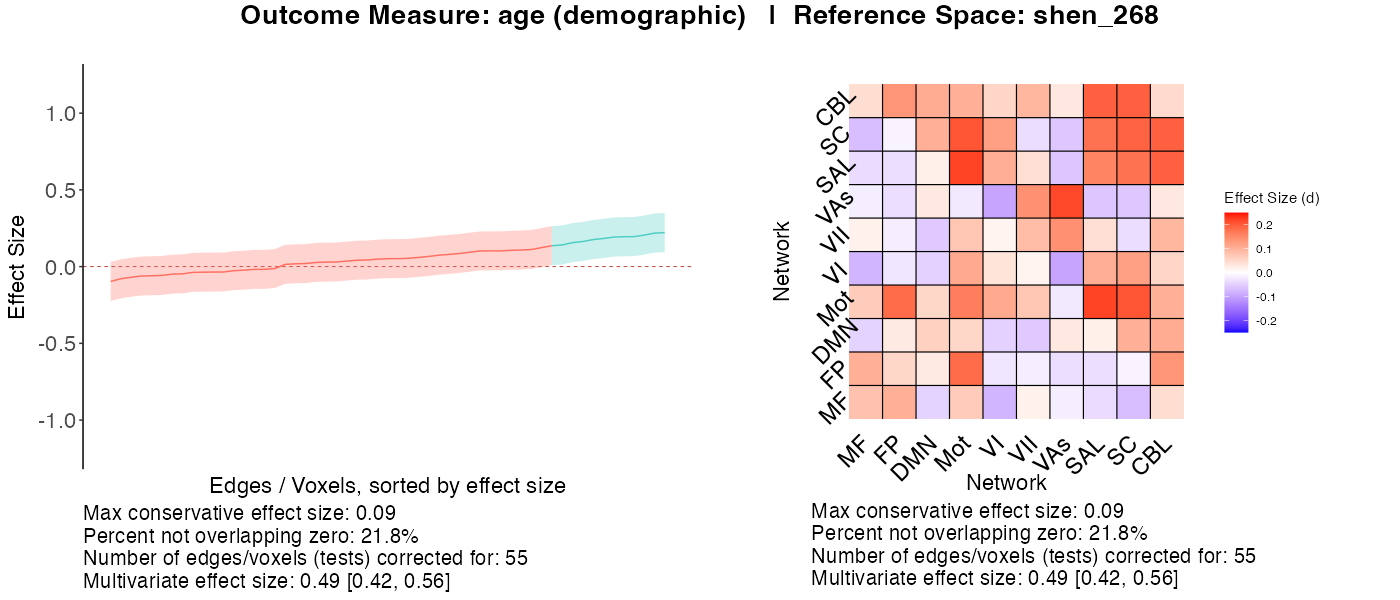 Outcome Measure: age (demographic) | Reference Space: shen_268
Effect Size
1.0
0.5
0.0
-0.5
-1.0
Edges / Voxels, sorted by effect size
Max conservative effect size: 0.09
Percent not overlapping zero: 21.8%
Number of edges/voxels (tests) corrected for: 55
Multivariate effect size: 0.49 [0.42, 0.56]
Network
CBL
SC
SAL
VAs
VII
VI
Mot
DMN
FP
MF
MF
FP
DMN
Mot
VI
VII
VAs
SAL
SC
CBL
Network
Effect Size (d)
0.2
0.1
0.0
-0.1
-0.2
Max conservative effect size: 0.09
Percent not overlapping zero: 21.8%
Number of edges/voxels (tests) corrected for: 55
Multivariate effect size: 0.49 [0.42, 0.56]